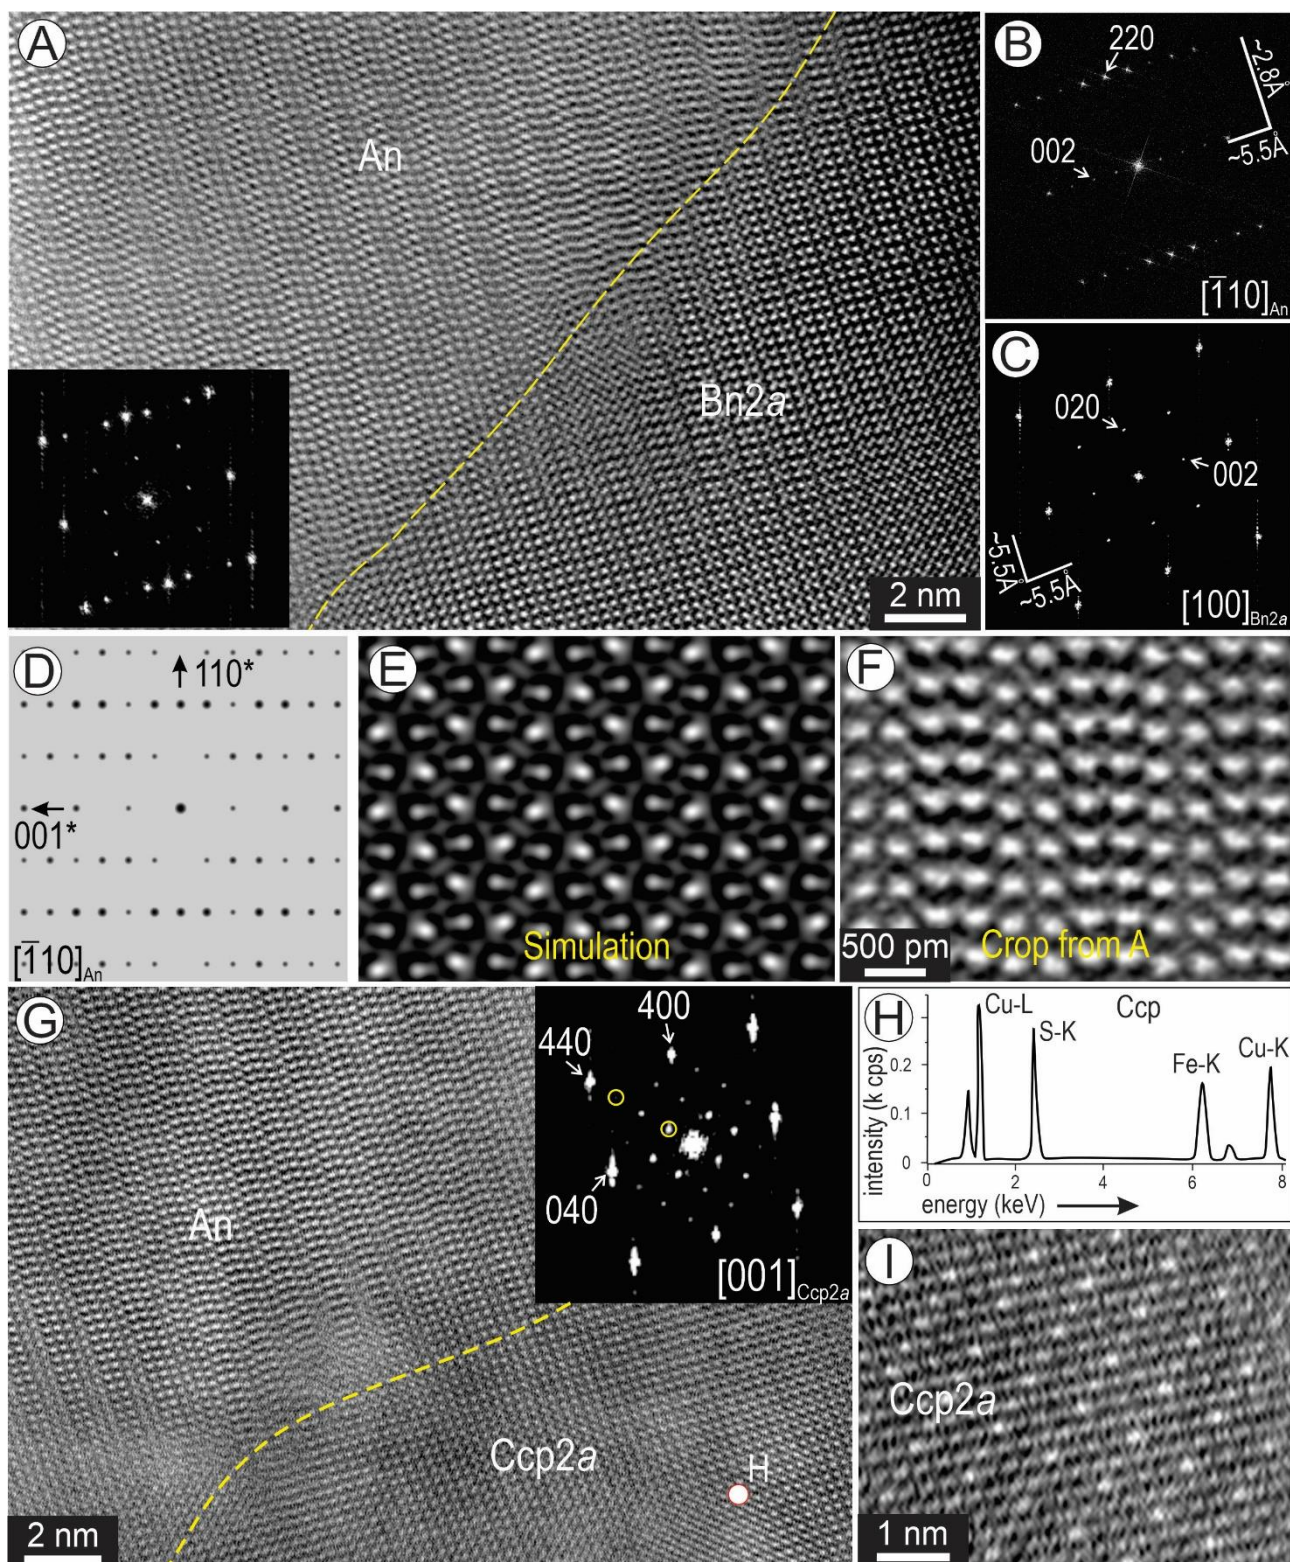 A
An
Bn2a
2 nm
B
220
~2.8Å
002
~5.5Å
[1̄10]An
C
020
002
~5.5Å
~5.5Å
[100]Bn2a
D
110*
001*
[1̄10]An
E
Simulation
F
500 pm
Crop from A
G
An
400
440
040
[001]Ccp2a
Ccp2a
H
2 nm
H
Cu-L
Ccp
S-K
Fe-K
Cu-K
intensity (k cps)
0.2
0.1
0
0
2
4
6
8
energy (keV)
I
Ccp2a
1 nm